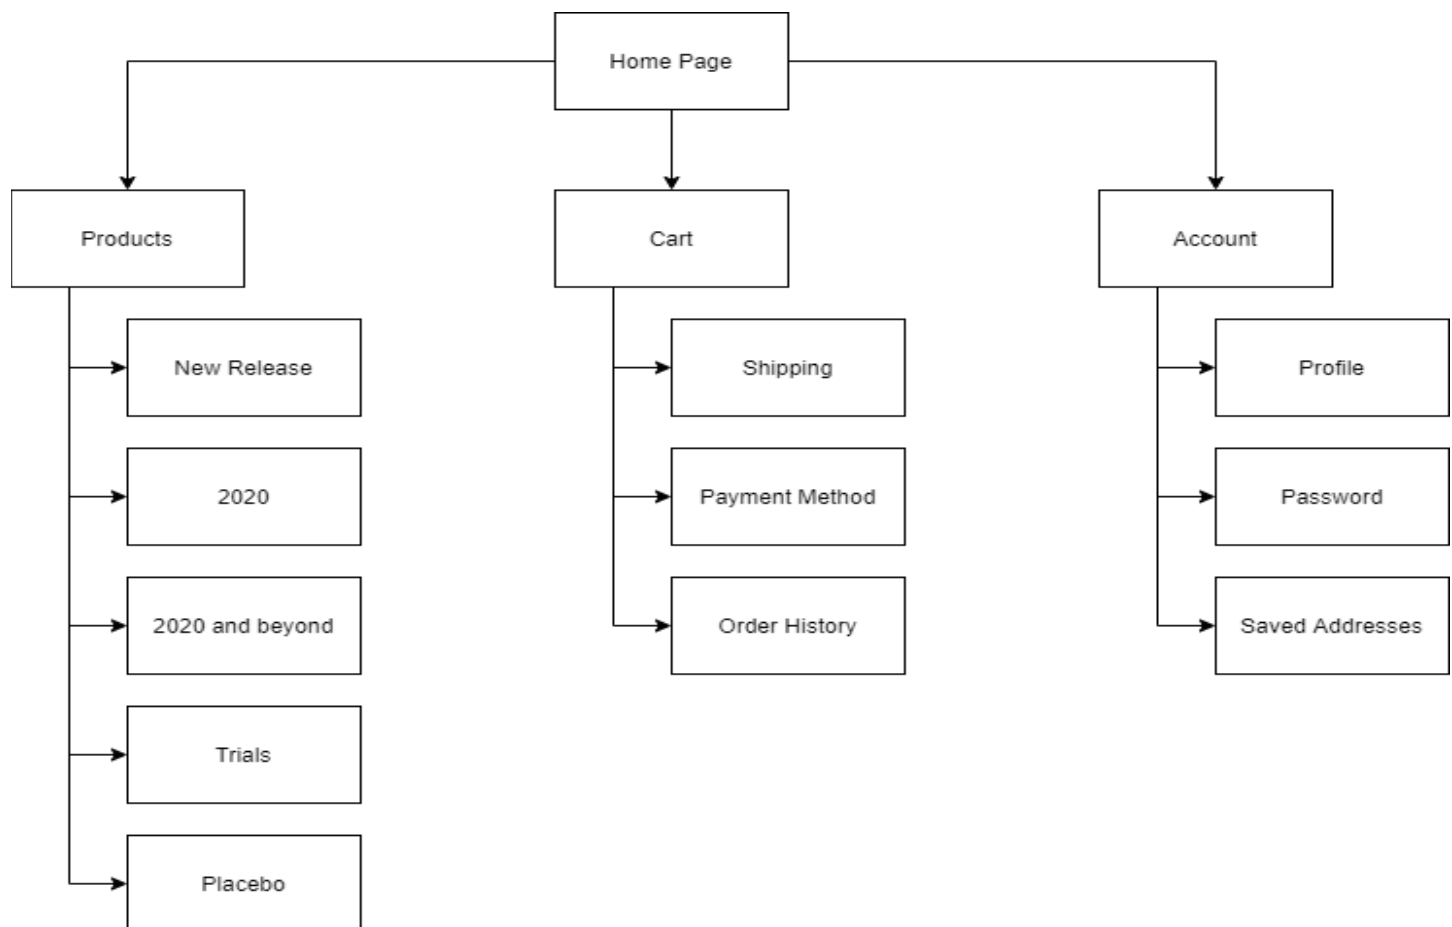 Home Page
Products
Cart
Account
New Release
Shipping
Profile
2020
Payment Method
Password
2020 and beyond
Order History
Saved Addresses
Trials
Placebo